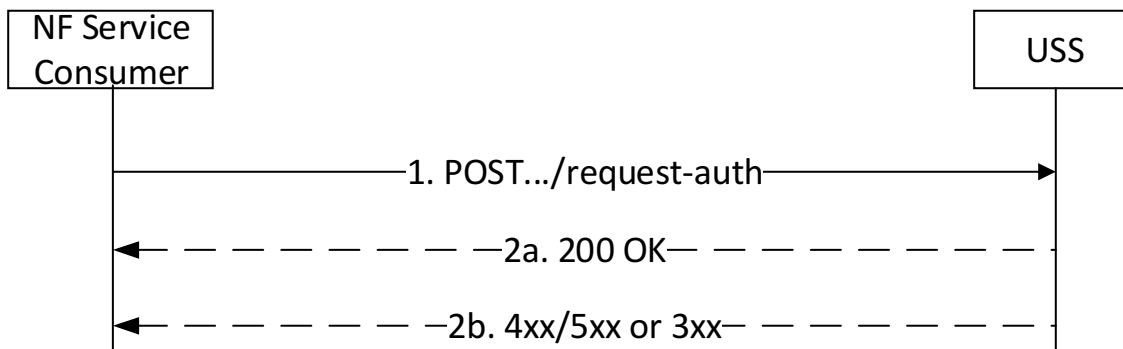 NF Service
Consumer
USS
1. POST.../request-auth
2a. 200 OK
2b. 4xx/5xx or 3xx